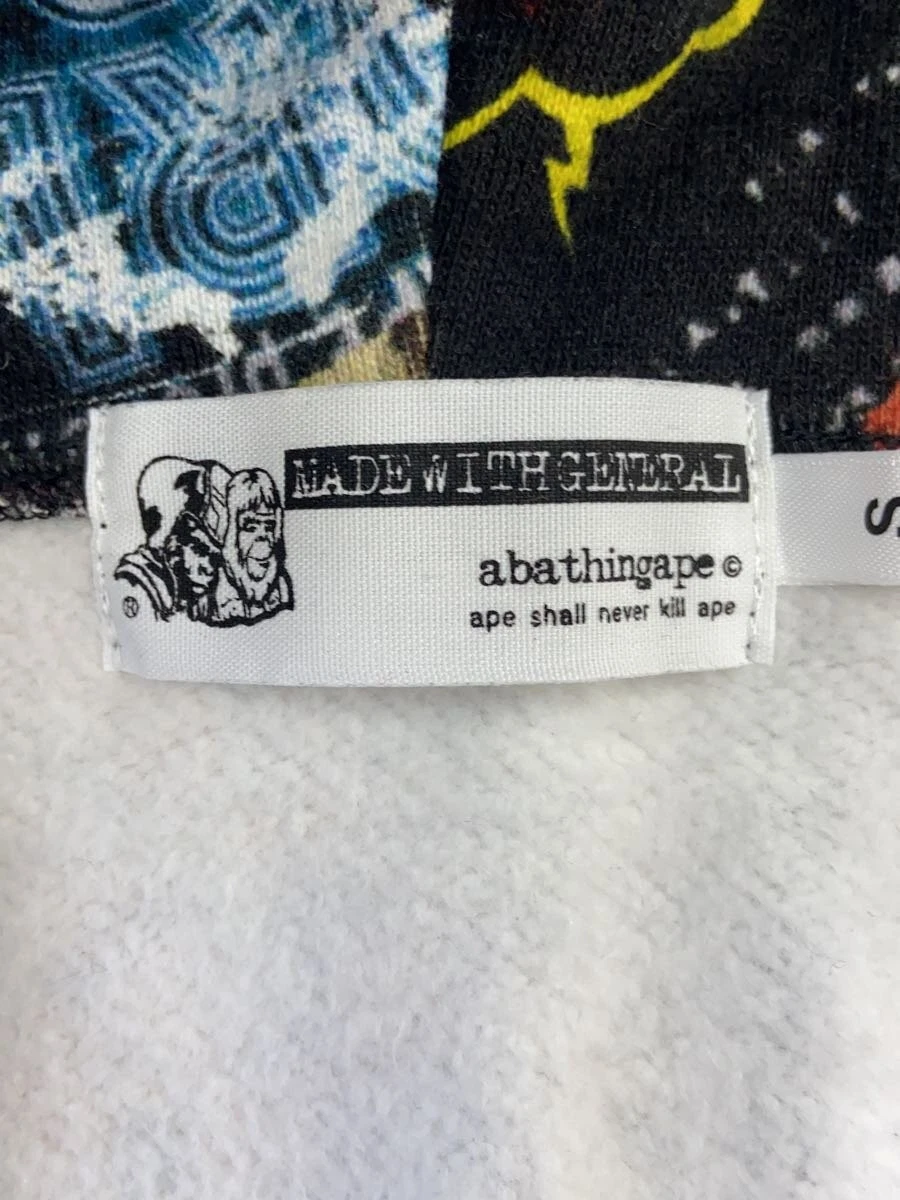 MADE WITH GENERAL
abathingape ©
ape shall never kill ape
®
S